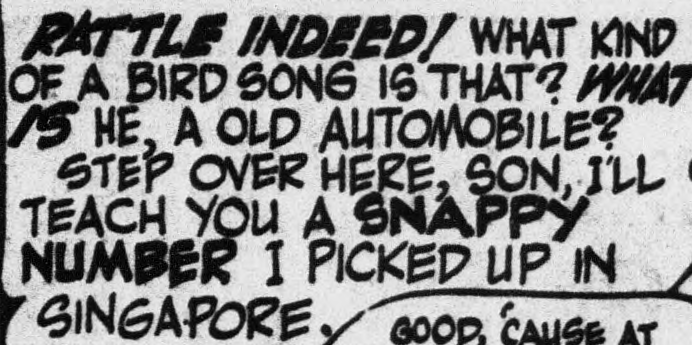 RATTLE INDEED! WHAT KIND
OF A BIRD SONG IS THAT? WHAT
IS HE, A OLD AUTOMOBILE?
STEP OVER HERE, SON, I'LL
TEACH YOU A SNAPPY
NUMBER I PICKED UP IN
SINGAPORE.
GOOD, 'CAUSE AT